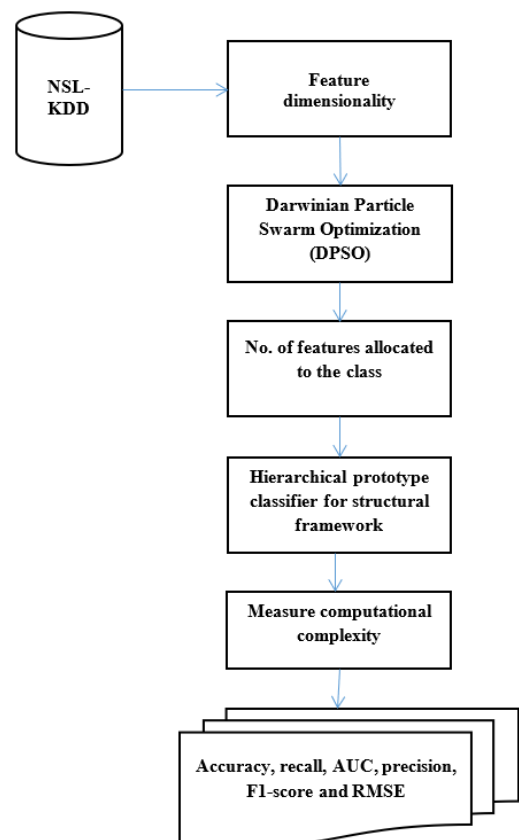 NSL-
KDD
Feature
dimensionality
Darwinian Particle
Swarm Optimization
(DPSO)
No. of features allocated
to the class
Hierarchical prototype
classifier for structural
framework
Measure computational
complexity
Accuracy, recall, AUC, precision,
F1-score and RMSE